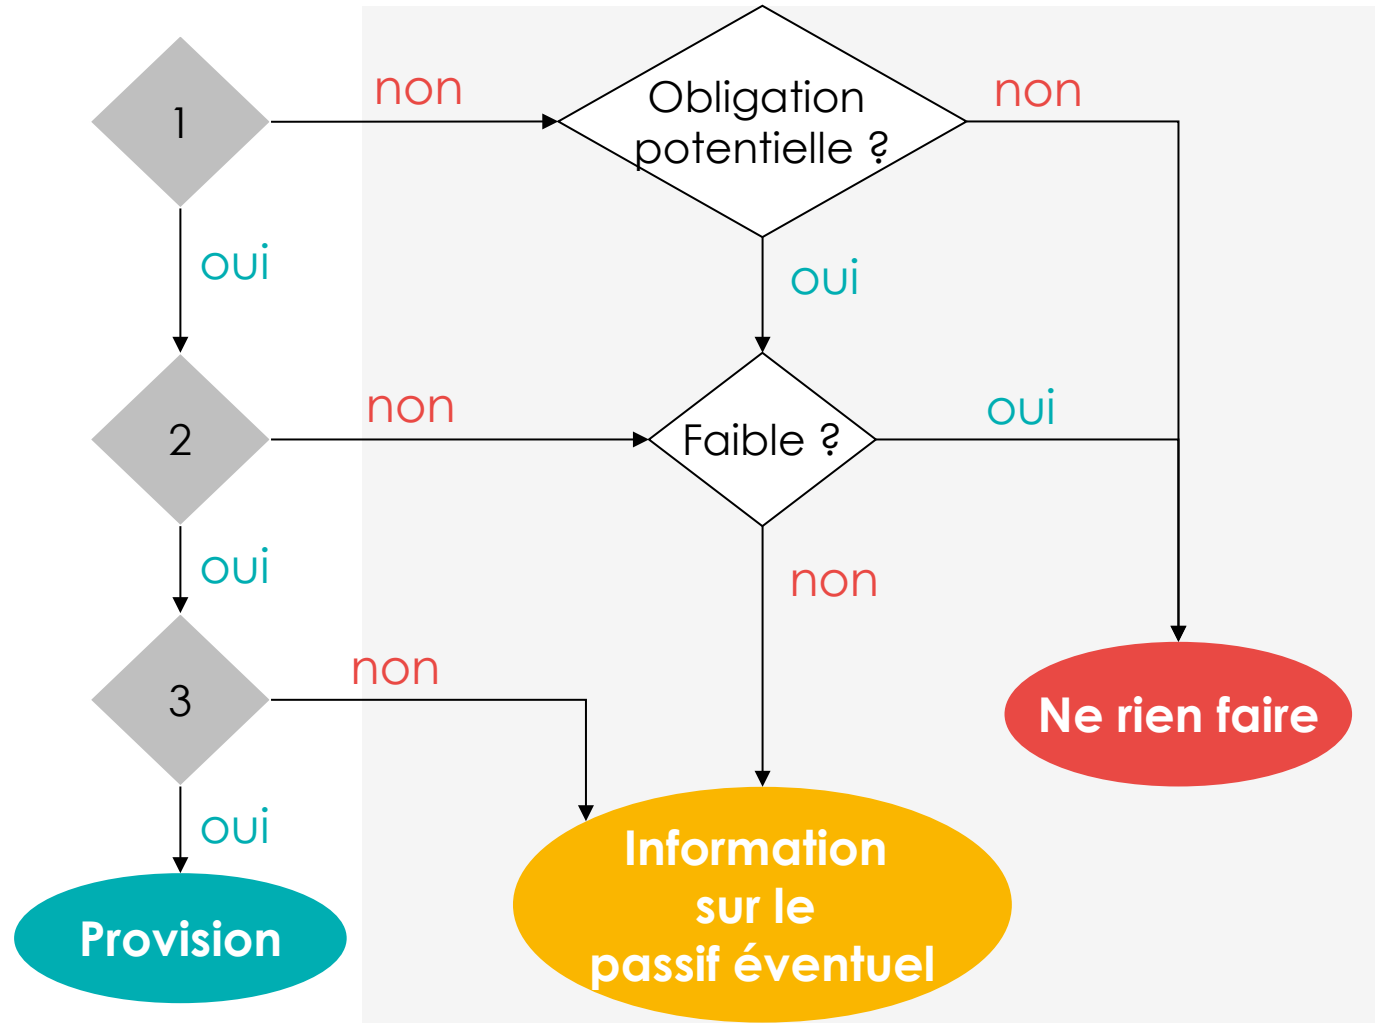 1
non
Obligation
potentielle ?
non
oui
oui
2
non
Faible ?
oui
oui
non
3
non
Ne rien faire
oui
Provision
Information
sur le
passif éventuel